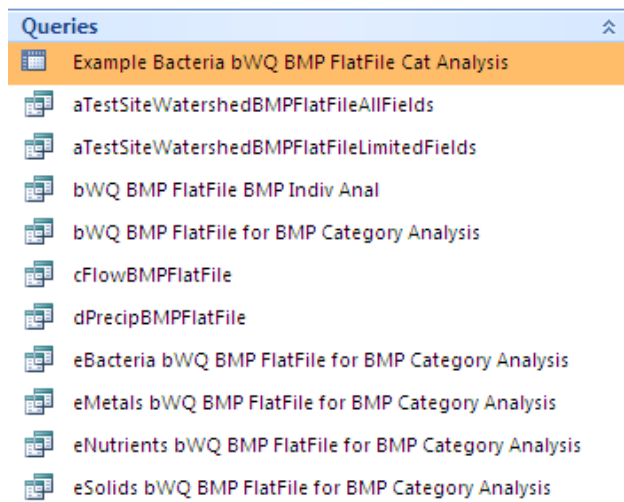 Queries
Example Bacteria bWQ BMP FlatFile Cat Analysis
aTestSiteWatershedBMPFlatFileAllFields
aTestSiteWatershedBMPFlatFileLimitedFields
bWQ BMP FlatFile BMP Indiv Anal
bWQ BMP FlatFile for BMP Category Analysis
cFlowBMPFlatFile
dPrecipBMPFlatFile
eBacteria bWQ BMP FlatFile for BMP Category Analysis
eMetals bWQ BMP FlatFile for BMP Category Analysis
eNutrients bWQ BMP FlatFile for BMP Category Analysis
eSolids bWQ BMP FlatFile for BMP Category Analysis